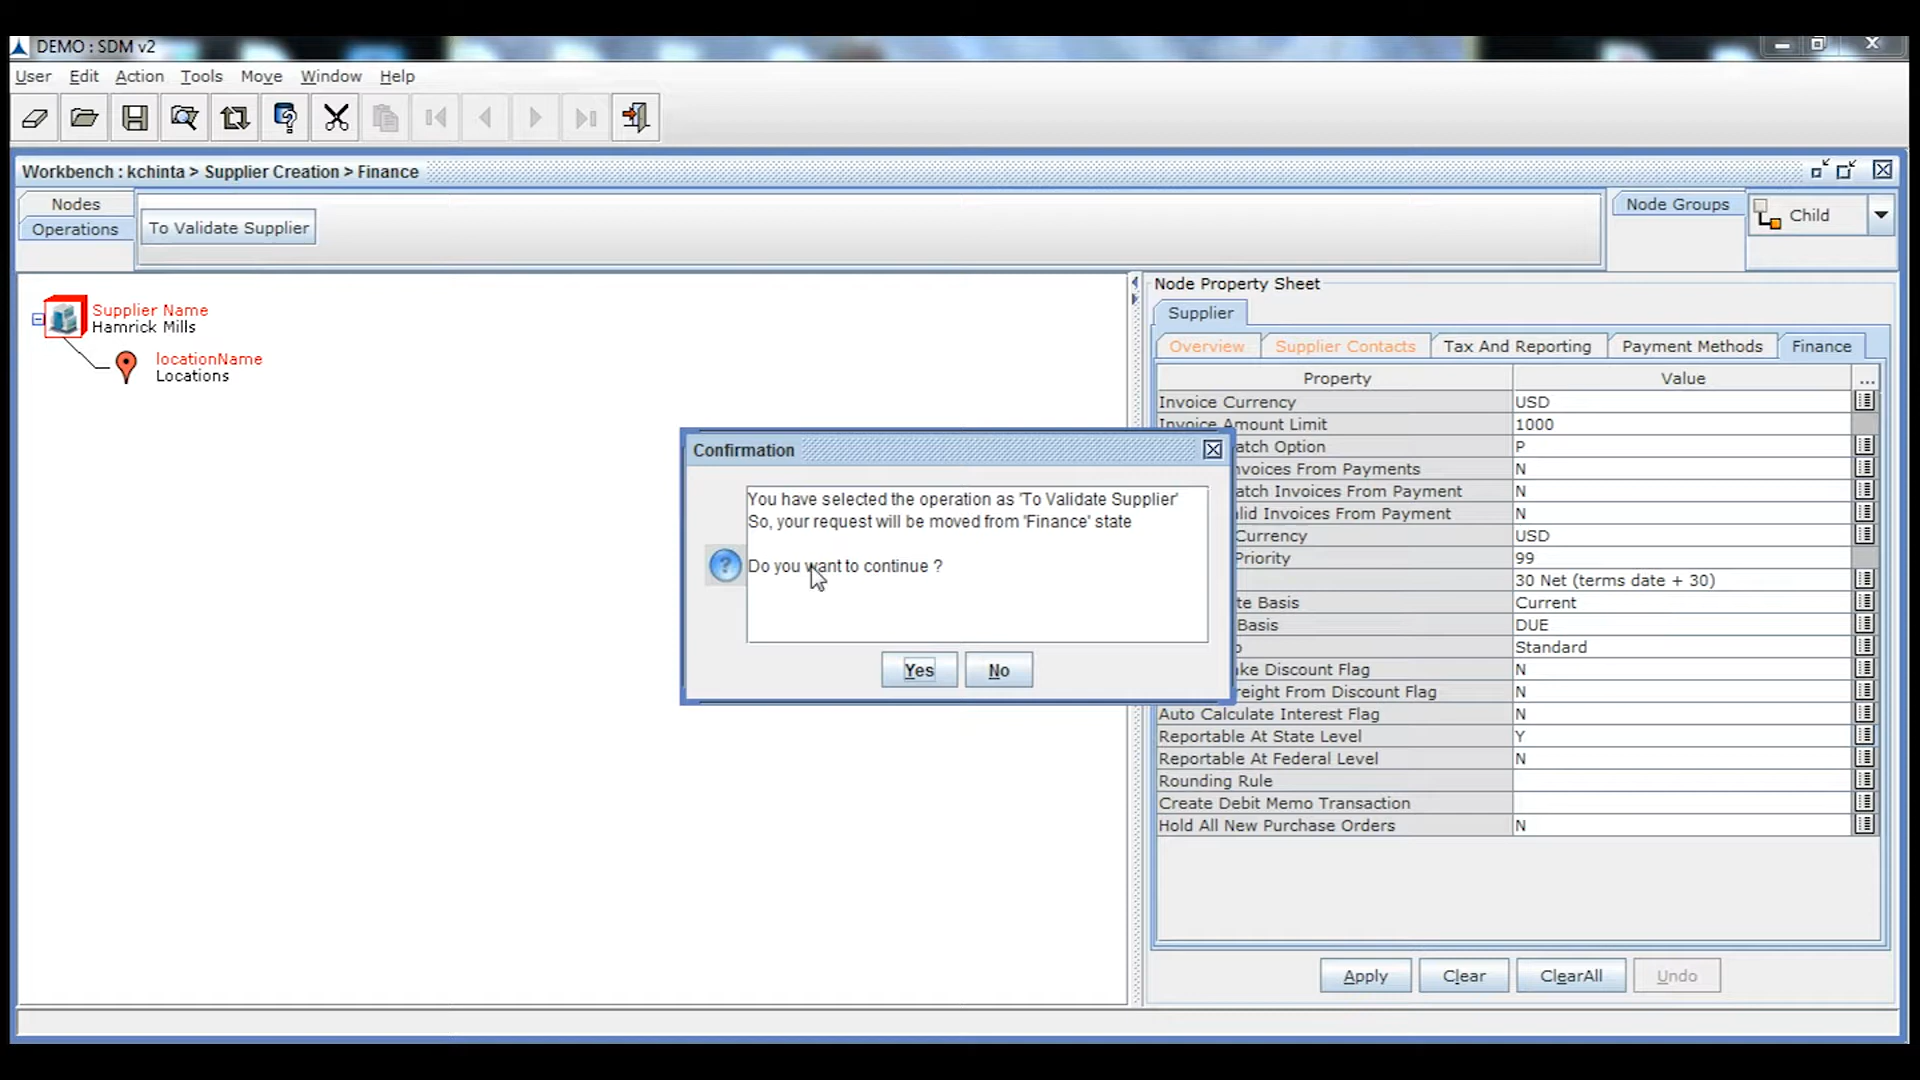 DEMO : SDM v2
User Edit Action Tools Move Window Help
Workbench : kchinta > Supplier Creation > Finance
Nodes
Operations
To Validate Supplier
Node Groups
Child
Supplier Name
Hamrick Mills
locationName
Locations
Node Property Sheet
Supplier
Overview Supplier Contacts Tax And Reporting Payment Methods Finance
Property Value ...
Invoice Currency USD
Invoice Amount Limit 1000
atch Option P
nvoices From Payments N
atch Invoices From Payment N
lid Invoices From Payment N
Currency USD
Priority 99
30 Net (terms date + 30)
te Basis Current
Basis DUE
Standard
ke Discount Flag N
reight From Discount Flag N
Auto Calculate Interest Flag N
Reportable At State Level Y
Reportable At Federal Level N
Rounding Rule
Create Debit Memo Transaction
Hold All New Purchase Orders N
Confirmation
You have selected the operation as 'To Validate Supplier'
So, your request will be moved from 'Finance' state
Do you want to continue ?
Yes No
Apply Clear ClearAll Undo